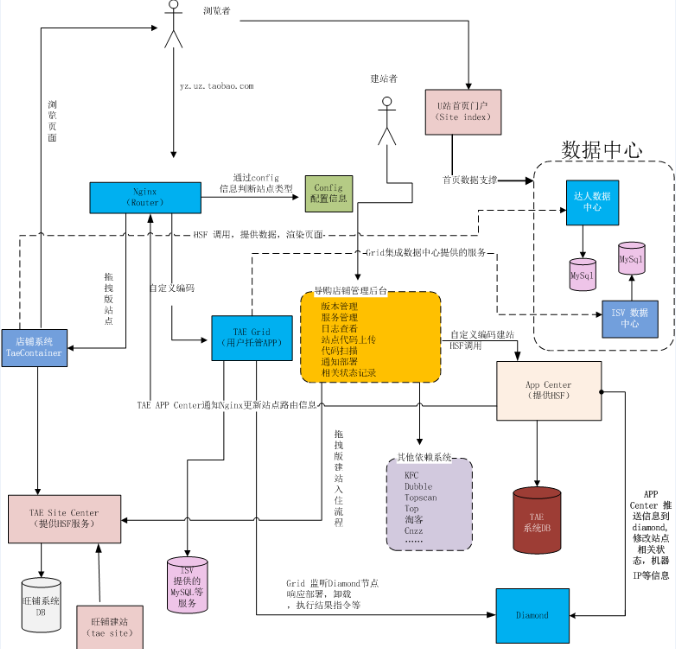 浏览者
yz.uz.taobao.com
浏
览
页
面
建站者
U站首页门户
(Site index)
数据中心
首页数据支撑
通过config
信息判断站点类型
Config
配置信息
Nginx
(Router)
达人数据
中心
HSF 调用, 提供数据, 渲染页面
Grid集成数据中心提供的服务
MySql
MySql
拖
拽
版
站
点
自定义编码
导购店铺管理后台
版本管理
服务管理
日志查看
站点代码上传
代码扫描
通知部署
相关状态记录
ISV 数据
中心
店铺系统
TaeContainer
TAE Grid
(用户托管APP)
自定义编码建站
HSF调用
App Center
(提供HSF)
TAE APP Center通知Nginx更新站点路由信息
拖
拽
版
建
站
入
住
流
程
其他依赖系统
KFC
Dubble
Topscan
Top
淘客
Cnzz
……
TAE
系统DB
APP
Center 推
送信息到
diamond,
修改站点
相关状
态, 机器
IP等信息
TAE Site Center
(提供HSF服务)
ISV
提供的
MySQL等
服务
旺铺系统
DB
Grid 监听Diamond节点
响应部署, 卸载
, 执行结果指令等
Diamond
旺铺建站
(tae site)